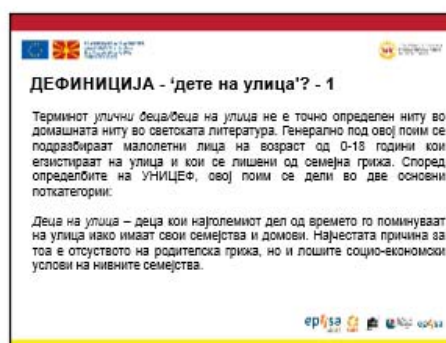 ДЕФИНИЦИЈА - ‘дете на улица’? - 1
Терминот улични деца/деца на улица не е точно определен ниту во
домашната ниту во светската литература. Генерално под овој поим се
подразбираат малолетни лица на возраст од 0-18 години кои
егзистираат на улица и кои се лишени од семејна грижа. Според
определбите на УНИЦЕФ, овој поим се дели во две основни
поткатегории:
Деца на улица – деца кои најголемиот дел од времето го поминуваат
на улица иако имаат свои семејства и домови. Најчестата причина за
тоа е отсуството на родителска грижа, но и лошите социо-економски
услови на нивните семејства.